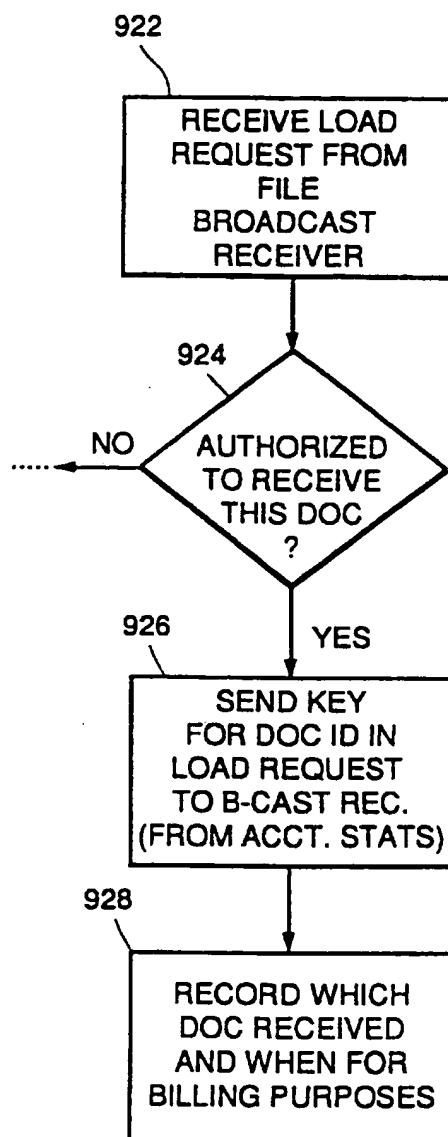 922
RECEIVE LOAD
REQUEST FROM
FILE
BROADCAST
RECEIVER
924
NO
AUTHORIZED
TO RECEIVE
THIS DOC
?
YES
926
SEND KEY
FOR DOC ID IN
LOAD REQUEST
TO B-CAST REC.
(FROM ACCT. STATS)
928
RECORD WHICH
DOC RECEIVED
AND WHEN FOR
BILLING PURPOSES